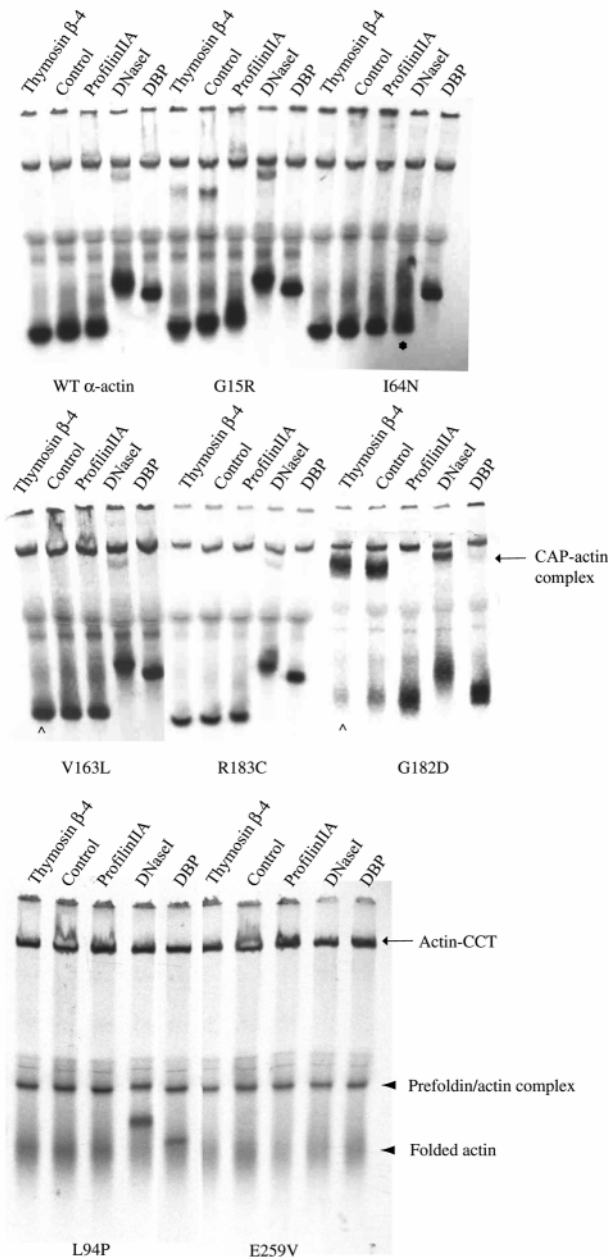 Thymosin β-4 Control ProfilinIIA DNaseI DBP Thymosin β-4 Control ProfilinIIA DNaseI DBP Thymosin β-4 Control ProfilinIIA DNaseI DBP
*
WT α-actin G15R I64N
Thymosin β-4 Control ProfilinIIA DNaseI DBP Thymosin β-4 Control ProfilinIIA DNaseI DBP Thymosin β-4 Control ProfilinIIA DNaseI DBP
CAP-actin
complex
^ ^
V163L R183C G182D
Thymosin β-4 Control ProfilinIIA DNaseI DBP Thymosin β-4 Control ProfilinIIA DNaseI DBP
Actin-CCT
Prefoldin/actin complex
Folded actin
L94P E259V